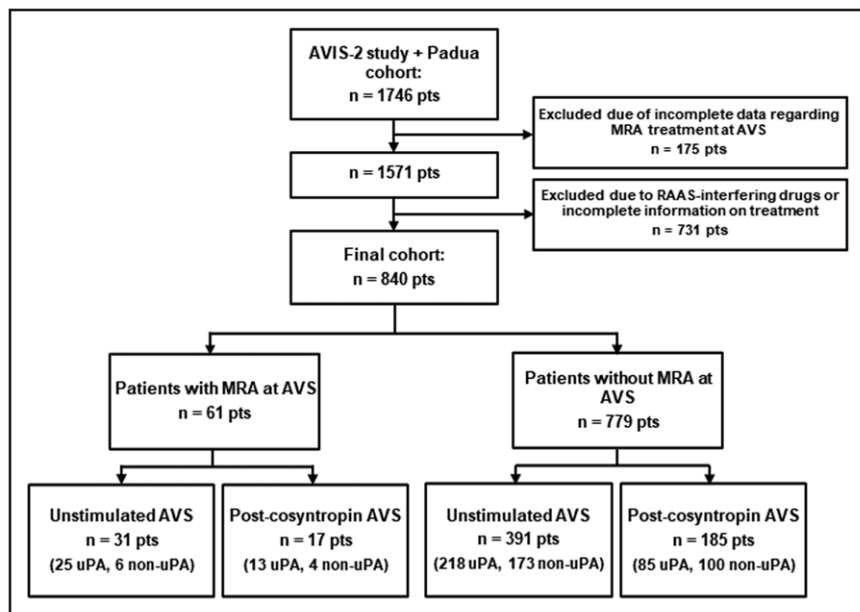 AVIS-2 study + Padua
cohort:
n = 1746 pts
Excluded due of incomplete data regarding
MRA treatment at AVS
n = 175 pts
n = 1571 pts
Excluded due to RAAS-interfering drugs or
incomplete information on treatment
n = 731 pts
Final cohort:
n = 840 pts
Patients with MRA at AVS
n = 61 pts
Patients without MRA at
AVS
n = 779 pts
Unstimulated AVS
n = 31 pts
(25 uPA, 6 non-uPA)
Post-cosyntropin AVS
n = 17 pts
(13 uPA, 4 non-uPA)
Unstimulated AVS
n = 391 pts
(218 uPA, 173 non-uPA)
Post-cosyntropin AVS
n = 185 pts
(85 uPA, 100 non-uPA)